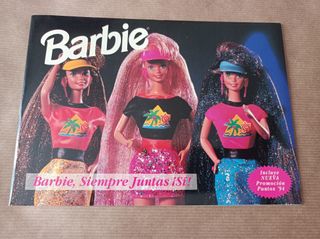 Barbie
Barbie, Siempre Juntas ¡Sí!
Incluye
NUEVA
Promoción
Puntos '94